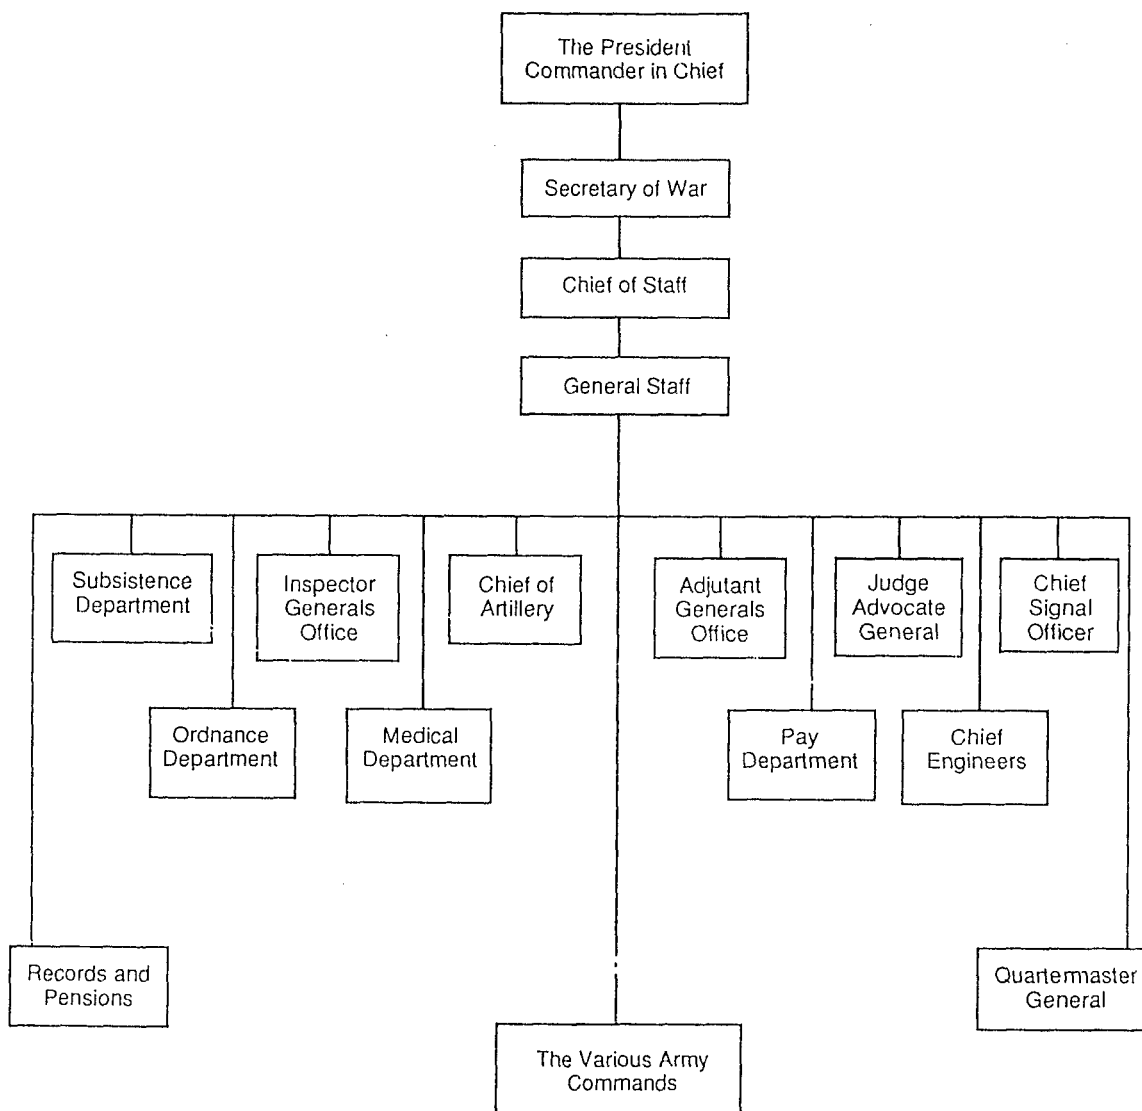 The President
Commander in Chief
Secretary of War
Chief of Staff
General Staff
Subsistence
Department
Inspector
Generals
Office
Chief of
Artillery
Adjutant
Generals
Office
Judge
Advocate
General
Chief
Signal
Officer
Ordnance
Department
Medical
Department
Pay
Department
Chief
Engineers
Records and
Pensions
Quartermaster
General
The Various Army
Commands